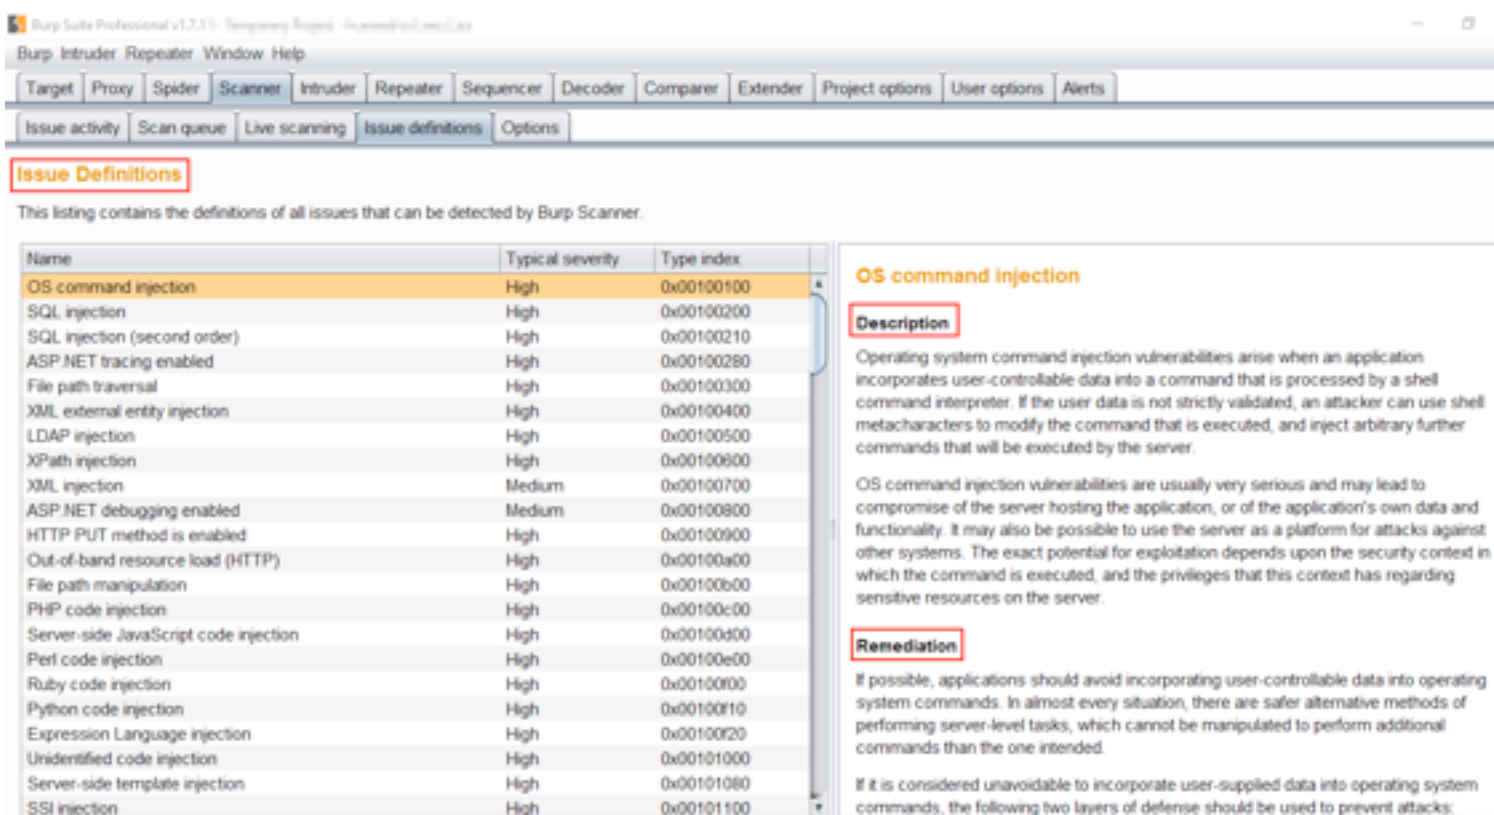 Burp Suite Professional v1.7.1
Burp Intruder Repeater Window Help
Target Proxy Spider Scanner Intruder Repeater Sequencer Decoder Comparer Extender Project options User options Alerts
Issue activity Scan queue Live scanning Issue definitions Options
Issue Definitions
This listing contains the definitions of all issues that can be detected by Burp Scanner.
Name Typical severity Type index
OS command injection High 0x00100100
SQL injection High 0x00100200
SQL injection (second order) High 0x00100210
ASP.NET tracing enabled High 0x00100280
File path traversal High 0x00100300
XML external entity injection High 0x00100400
LDAP injection High 0x00100500
XPath injection High 0x00100600
XML injection Medium 0x00100700
ASP.NET debugging enabled Medium 0x00100800
HTTP PUT method is enabled High 0x00100900
Out-of-band resource load (HTTP) High 0x00100a00
File path manipulation High 0x00100b00
PHP code injection High 0x00100c00
Server-side JavaScript code injection High 0x00100d00
Perl code injection High 0x00100e00
Ruby code injection High 0x00100f00
Python code injection High 0x00100f10
Expression Language injection High 0x00100f20
Unidentified code injection High 0x00101000
Server-side template injection High 0x00101080
SSI injection High 0x00101100
OS command injection
Description
Operating system command injection vulnerabilities arise when an application
incorporates user-controllable data into a command that is processed by a shell
command interpreter. If the user data is not strictly validated, an attacker can use shell
metacharacters to modify the command that is executed, and inject arbitrary further
commands that will be executed by the server.
OS command injection vulnerabilities are usually very serious and may lead to
compromise of the server hosting the application, or of the application's own data and
functionality. It may also be possible to use the server as a platform for attacks against
other systems. The exact potential for exploitation depends upon the security context in
which the command is executed, and the privileges that this context has regarding
sensitive resources on the server.
Remediation
If possible, applications should avoid incorporating user-controllable data into operating
system commands. In almost every situation, there are safer alternative methods of
performing server-level tasks, which cannot be manipulated to perform additional
commands than the one intended.
If it is considered unavoidable to incorporate user-supplied data into operating system
commands, the following two layers of defense should be used to prevent attacks: